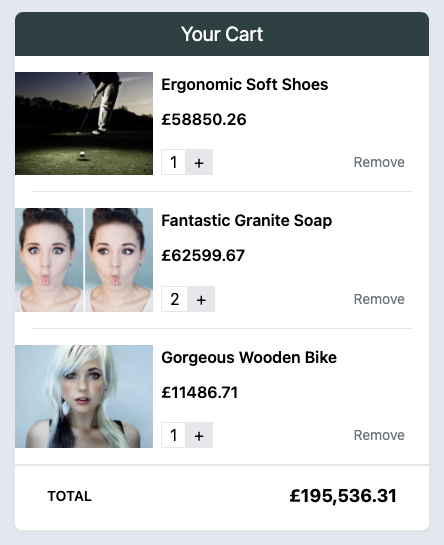 Your Cart
Ergonomic Soft Shoes
£58850.26
1 + Remove
Fantastic Granite Soap
£62599.67
2 + Remove
Gorgeous Wooden Bike
£11486.71
1 + Remove
TOTAL £195,536.31